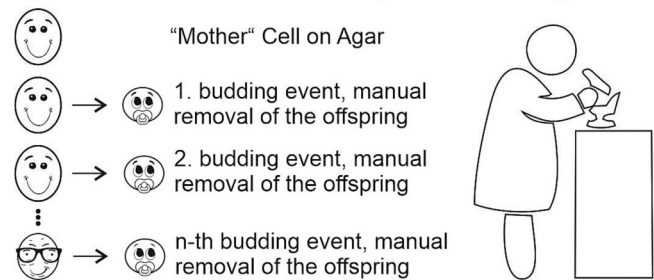 “Mother“ Cell on Agar
1. budding event, manual
removal of the offspring
2. budding event, manual
removal of the offspring
n-th budding event, manual
removal of the offspring